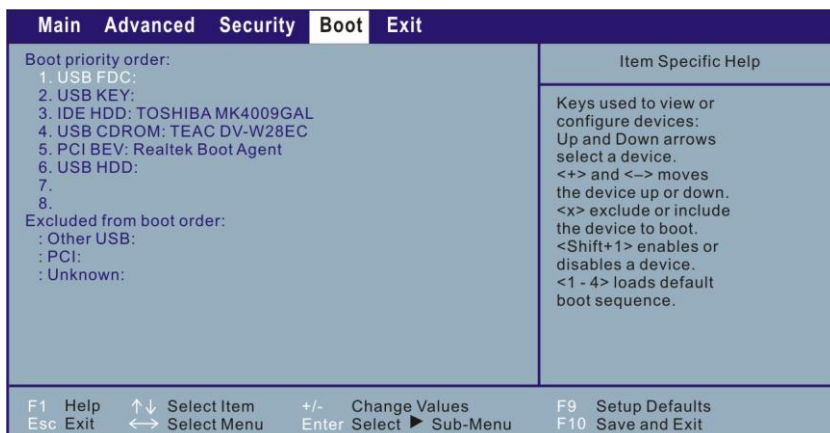 Main Advanced Security Boot Exit
Boot priority order:
1. USB FDC:
2. USB KEY:
3. IDE HDD: TOSHIBA MK4009GAL
4. USB CDROM: TEAC DV-W28EC
5. PCI BEV: Realtek Boot Agent
6. USB HDD:
7.
8.
Excluded from boot order:
: Other USB:
: PCI:
: Unknown:
Item Specific Help
Keys used to view or
configure devices:
Up and Down arrows
select a device.
<+> and <–> moves
the device up or down.
<x> exclude or include
the device to boot.
<Shift+1> enables or
disables a device.
<1 - 4> loads default
boot sequence.
F1 Help ↑↓ Select Item +/- Change Values F9 Setup Defaults
Esc Exit ↔ Select Menu Enter Select ▶ Sub-Menu F10 Save and Exit